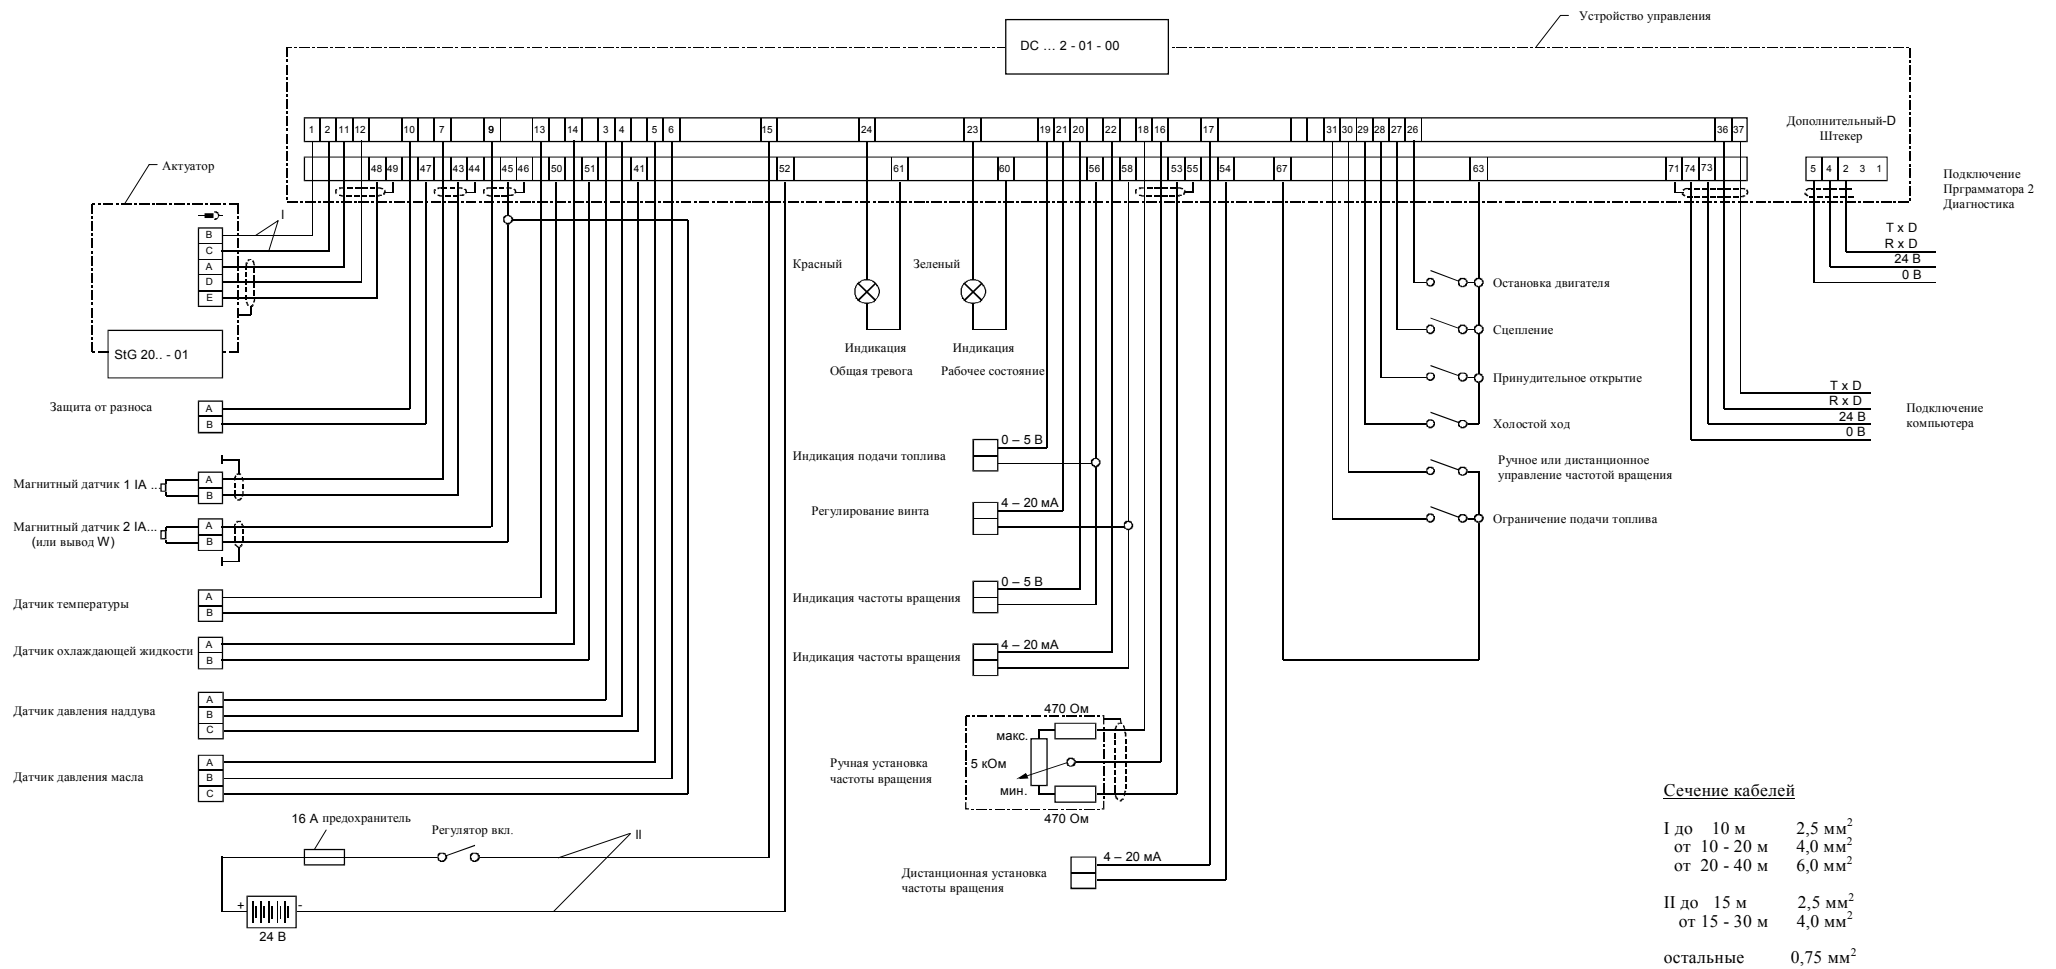 Устройство управления
DC ... 2 - 01 - 00
Дополнительный-D
Штекер
1 2 11 12 10 7 9 13 14 3 4 5 6 15 24 23 19 21 20 22 18 16 17 31 30 29 28 27 26 36 37
48 49 47 43 44 45 46 50 51 41 52 61 60 56 58 53 55 54 67 63 71 74 73
5 4 2 3 1
Подключение
Прграмматора 2
Диагностика
T x D
R x D
24 В
0 В
Актуатор
I
B
C
A
D
E
StG 20.. - 01
Защита от разноса
A
B
Магнитный датчик 1 IA ...
A
B
Магнитный датчик 2 IA...
(или вывод W)
A
B
Датчик температуры
A
B
Датчик охлаждающей жидкости
A
B
Датчик давления наддува
A
B
C
Датчик давления масла
A
B
C
16 А предохранитель
Регулятор вкл.
II
+
-
24 В
Красный
Индикация
Общая тревога
Зеленый
Индикация
Рабочее состояние
Индикация подачи топлива
0 – 5 В
Регулирование винта
4 – 20 мА
Индикация частоты вращения
0 – 5 В
Индикация частоты вращения
4 – 20 мА
470 Ом
макс.
5 кОм
мин.
470 Ом
Ручная установка
частоты вращения
4 – 20 мА
Дистанционная установка
частоты вращения
Остановка двигателя
Сцепление
Принудительное открытие
Холостой ход
Ручное или дистанционное
управление частотой вращения
Ограничение подачи топлива
T x D
R x D
24 В
0 В
Подключение
компьютера
Сечение кабелей
I до 10 м 2,5 мм²
от 10 - 20 м 4,0 мм²
от 20 - 40 м 6,0 мм²
II до 15 м 2,5 мм²
от 15 - 30 м 4,0 мм²
остальные 0,75 мм²